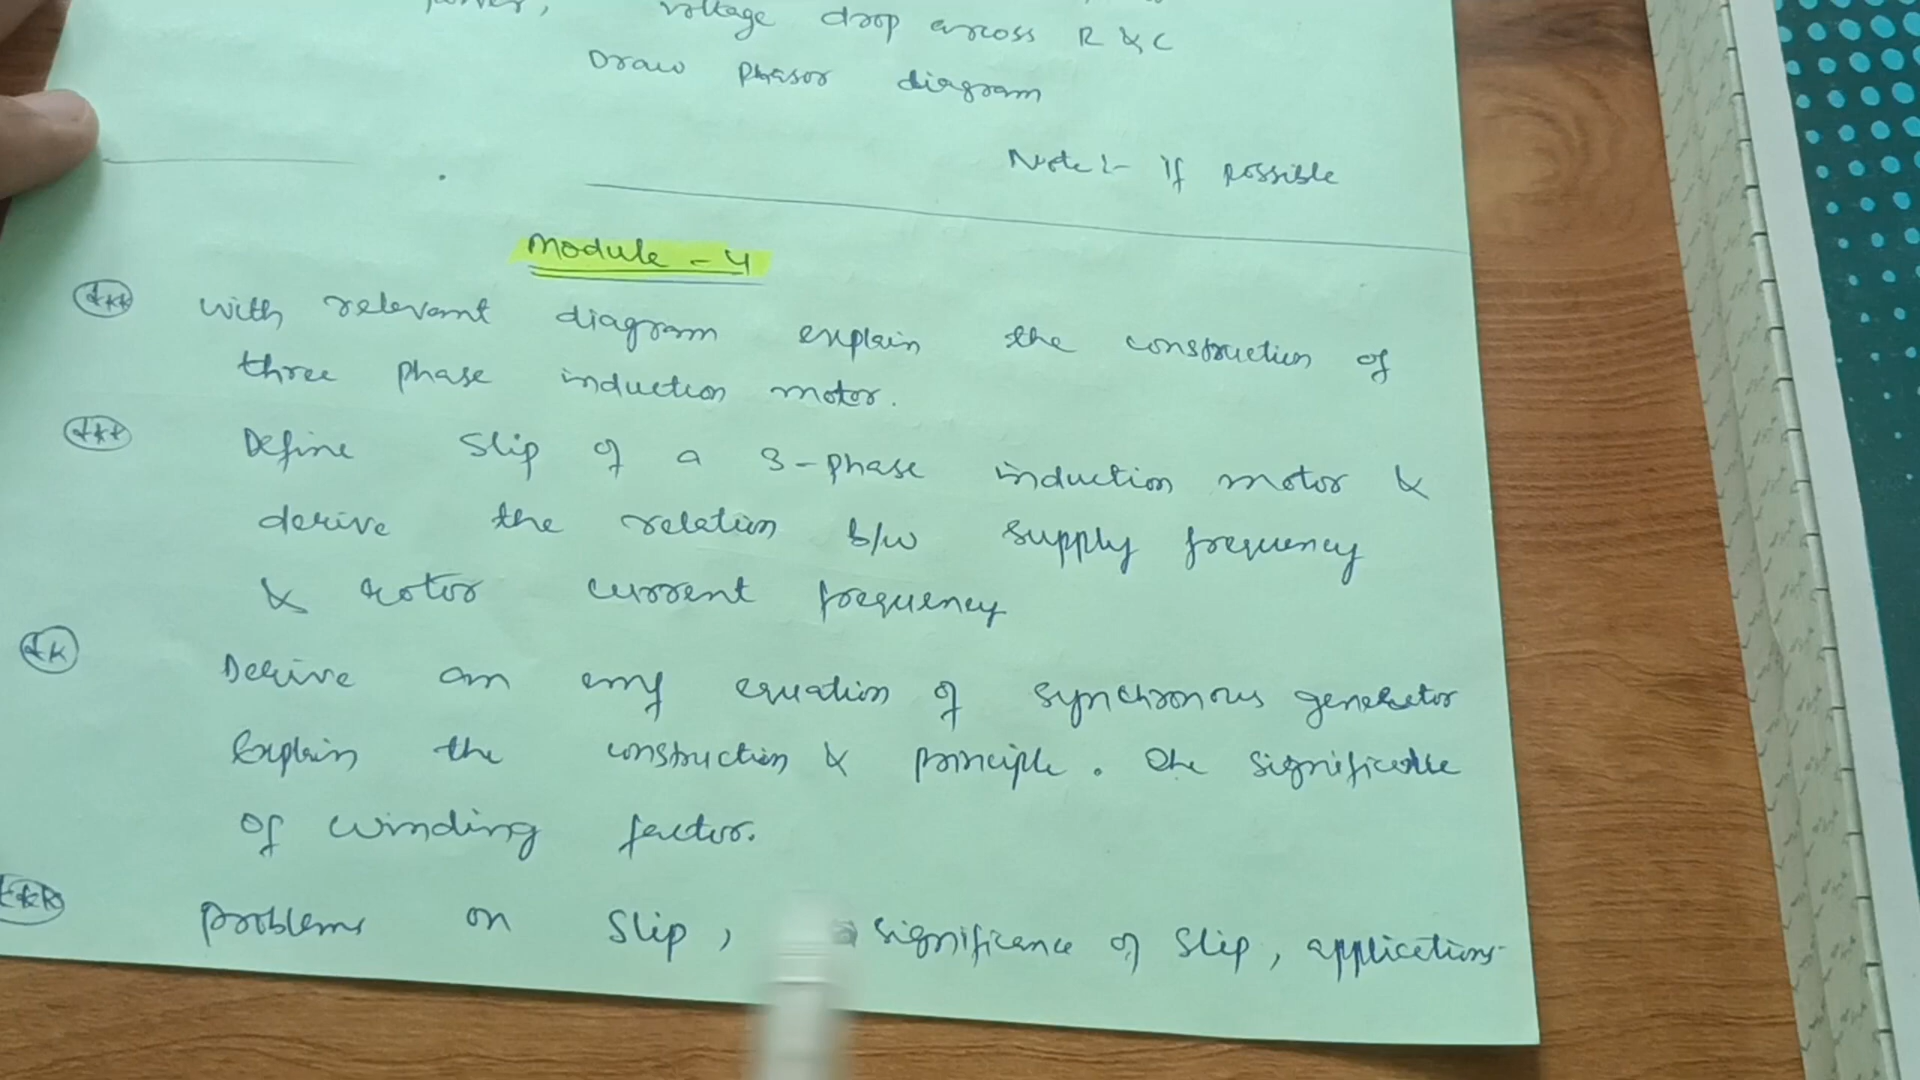 voltage drop across R & C
Draw phasor diagram
Note :- If possible
Module - 4
*** With relevant diagram explain the construction of
three phase induction motor.
*** Define slip of a 3-phase induction motor &
derive the relation b/w supply frequency
& rotor current frequency
** Derive an emf equation of synchronous generator
Explain the construction & principle. The significance
of winding factor.
*** Problems on slip, significance of slip, applications